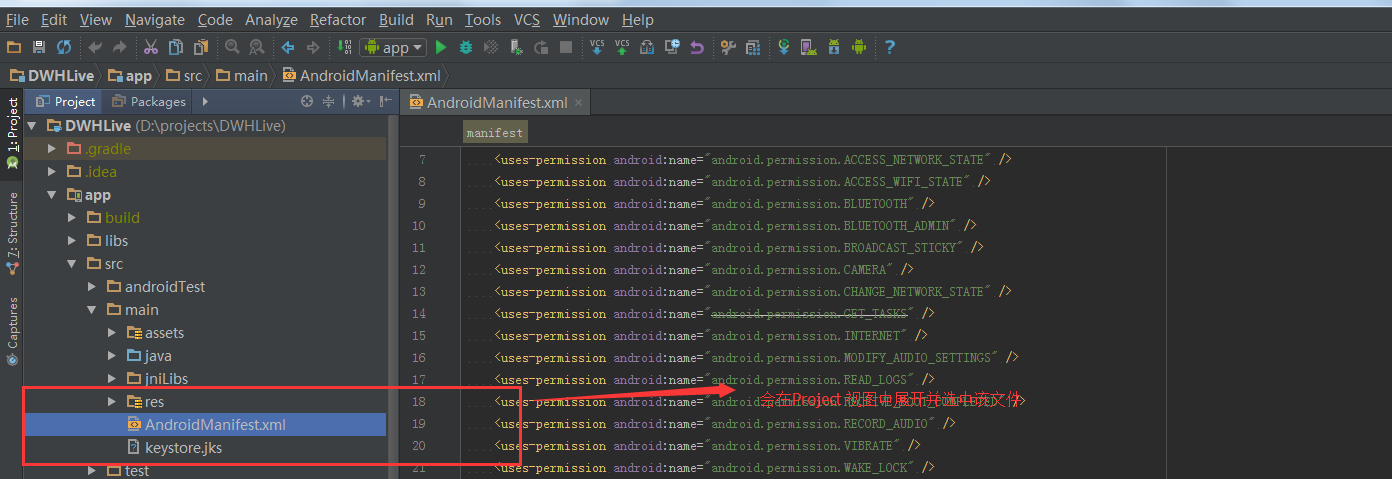 File Edit View Navigate Code Analyze Refactor Build Run Tools VCS Window Help
app VCS VCS ?
DWHLive app src main AndroidManifest.xml
1: Project
7: Structure
Captures
Project Packages
DWHLive (D:\projects\DWHLive)
.gradle
.idea
app
build
libs
src
androidTest
main
assets
java
jniLibs
res
AndroidManifest.xml
keystore.jks
test
AndroidManifest.xml
manifest
7 <uses-permission android:name="android.permission.ACCESS_NETWORK_STATE" />
8 <uses-permission android:name="android.permission.ACCESS_WIFI_STATE" />
9 <uses-permission android:name="android.permission.BLUETOOTH" />
10 <uses-permission android:name="android.permission.BLUETOOTH_ADMIN" />
11 <uses-permission android:name="android.permission.BROADCAST_STICKY" />
12 <uses-permission android:name="android.permission.CAMERA" />
13 <uses-permission android:name="android.permission.CHANGE_NETWORK_STATE" />
14 <uses-permission android:name="android.permission.GET_TASKS" />
15 <uses-permission android:name="android.permission.INTERNET" />
16 <uses-permission android:name="android.permission.MODIFY_AUDIO_SETTINGS" />
17 <uses-permission android:name="android.permission.READ_LOGS" />
18 <uses-permission android:name="android.permission. />
会在Project 视图中展开并选中该文件
19 <uses-permission android:name="android.permission.RECORD_AUDIO" />
20 <uses-permission android:name="android.permission.VIBRATE" />
21 <uses-permission android:name="android.permission.WAKE_LOCK" />